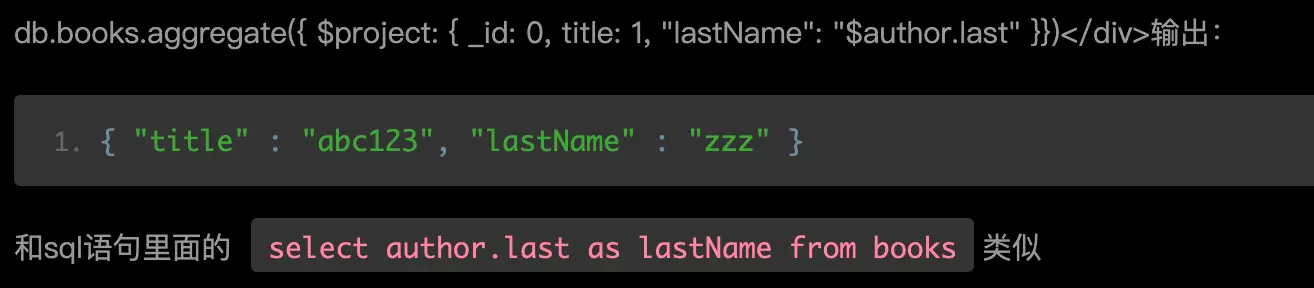 db.books.aggregate({ $project: { _id: 0, title: 1, "lastName": "$author.last" }})</div>输出：
1. { "title" : "abc123", "lastName" : "zzz" }
和sql语句里面的 select author.last as lastName from books 类似